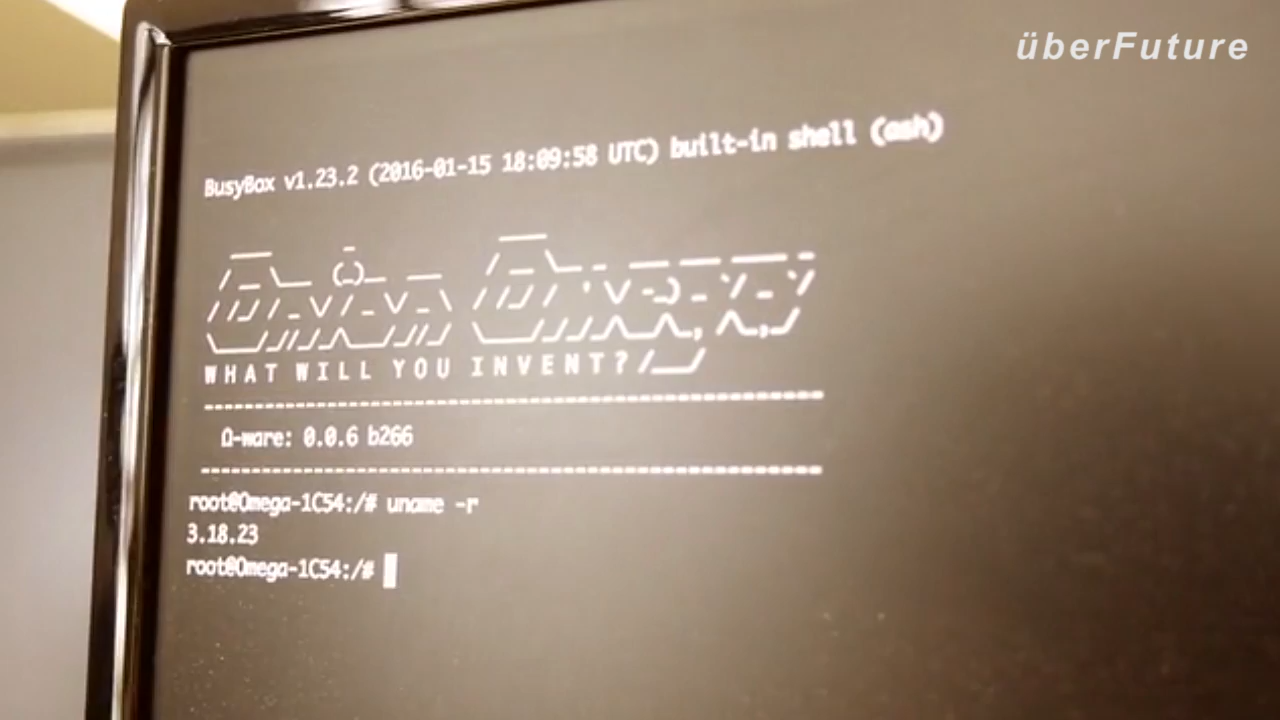 überFuture
BusyBox v1.23.2 (2016-01-15 18:09:58 UTC) built-in shell (ash)
WHAT WILL YOU INVENT?
Ω-ware: 0.0.6 b266
root@Omega-1C54:/# uname -r
3.18.23
root@Omega-1C54:/#